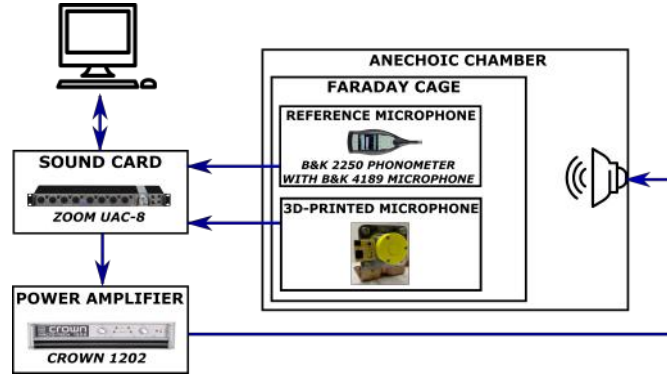 ANECHOIC CHAMBER
FARADAY CAGE
REFERENCE MICROPHONE
B&K 2250 PHONOMETER
WITH B&K 4189 MICROPHONE
SOUND CARD
ZOOM UAC-8
3D-PRINTED MICROPHONE
POWER AMPLIFIER
crown
CROWN 1202